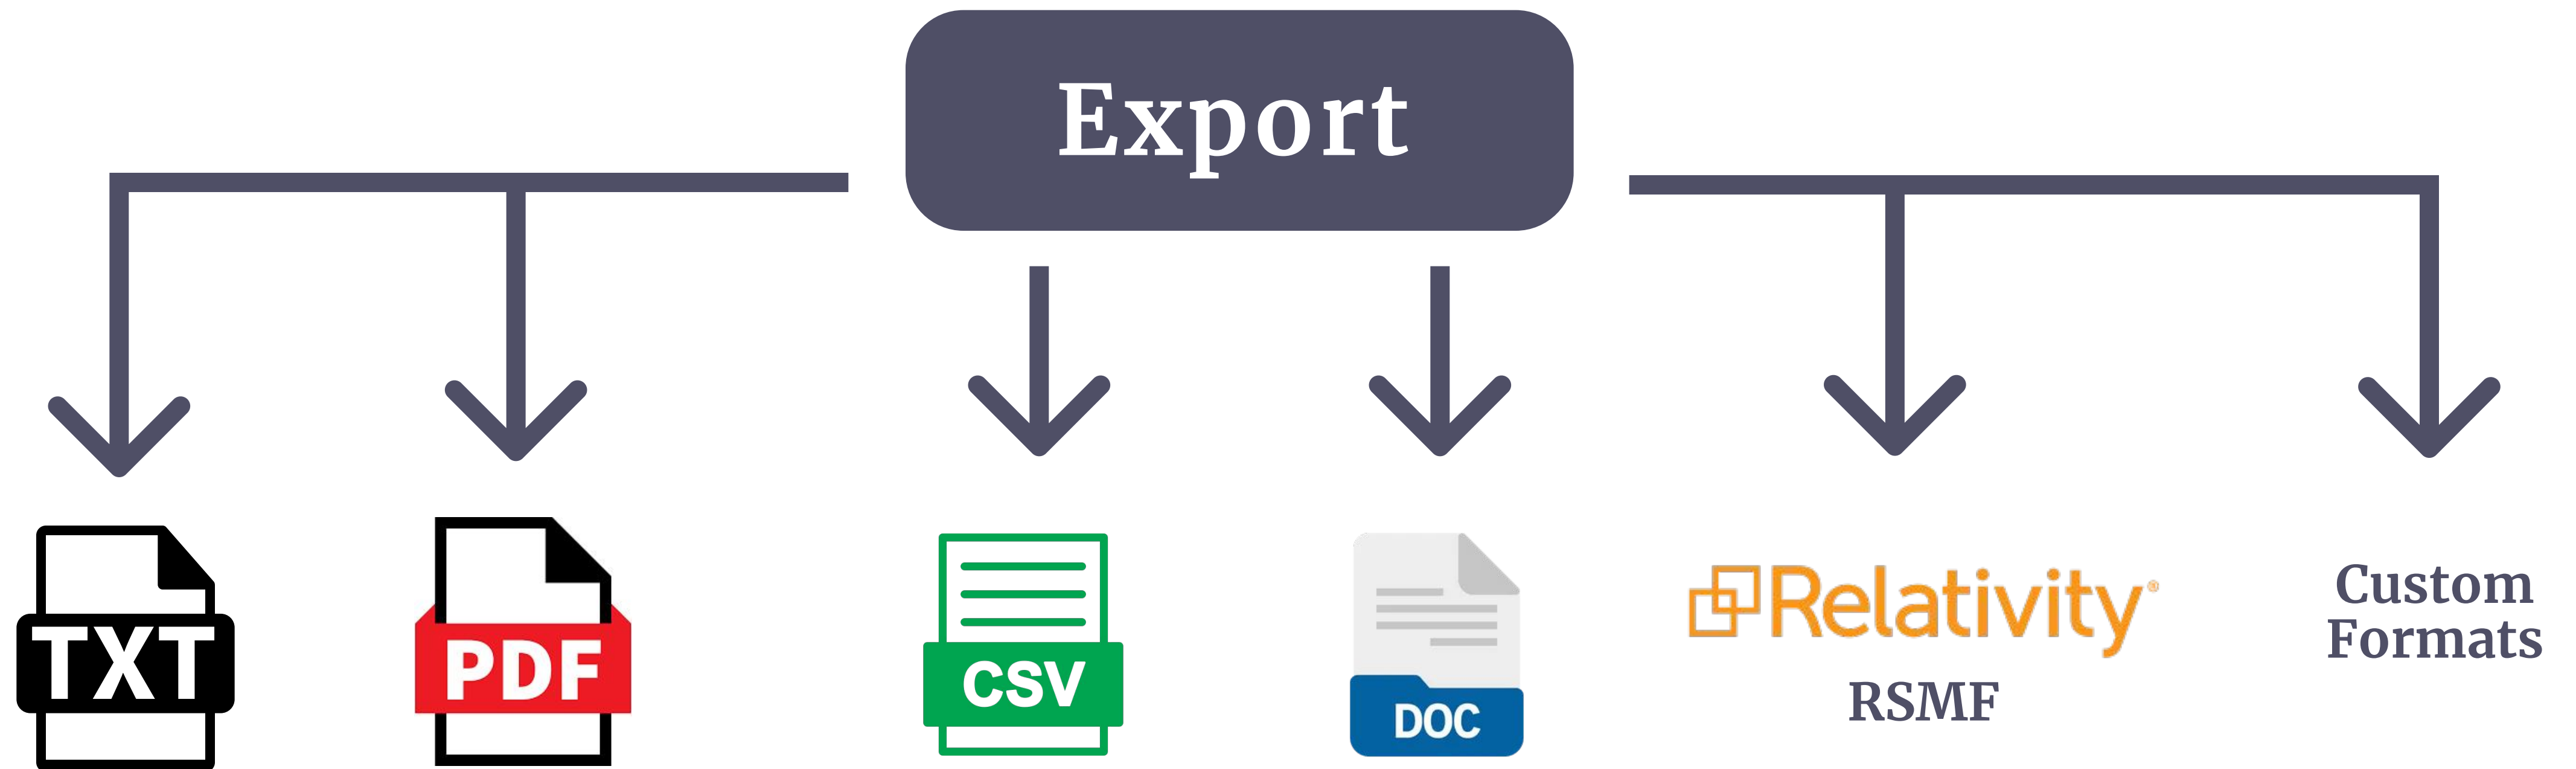 Export
TXT
PDF
CSV
DOC
Relativity®
RSMF
Custom
Formats